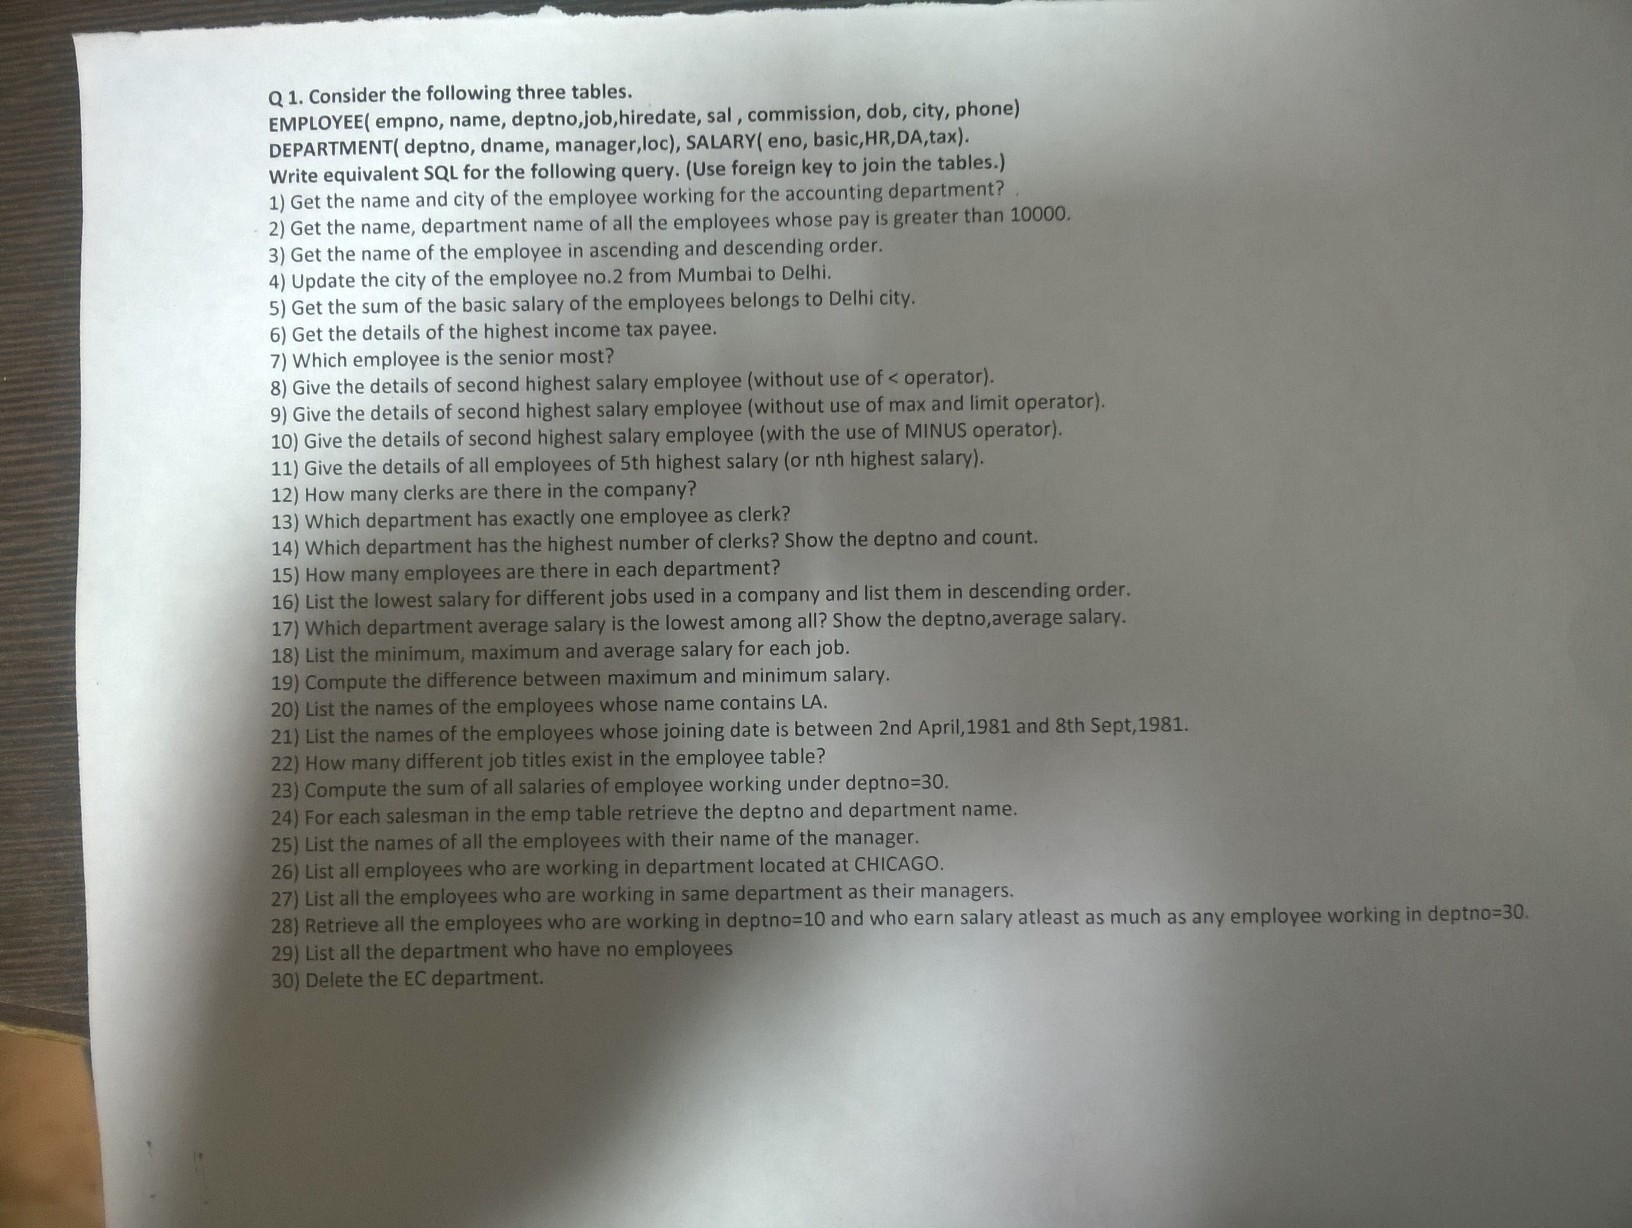 Q 1. Consider the following three tables.
EMPLOYEE( empno, name, deptno,job,hiredate, sal , commission, dob, city, phone)
DEPARTMENT( deptno, dname, manager,loc), SALARY( eno, basic,HR,DA,tax).
Write equivalent SQL for the following query. (Use foreign key to join the tables.)
1) Get the name and city of the employee working for the accounting department?
2) Get the name, department name of all the employees whose pay is greater than 10000.
3) Get the name of the employee in ascending and descending order.
4) Update the city of the employee no.2 from Mumbai to Delhi.
5) Get the sum of the basic salary of the employees belongs to Delhi city.
6) Get the details of the highest income tax payee.
7) Which employee is the senior most?
8) Give the details of second highest salary employee (without use of < operator).
9) Give the details of second highest salary employee (without use of max and limit operator).
10) Give the details of second highest salary employee (with the use of MINUS operator).
11) Give the details of all employees of 5th highest salary (or nth highest salary).
12) How many clerks are there in the company?
13) Which department has exactly one employee as clerk?
14) Which department has the highest number of clerks? Show the deptno and count.
15) How many employees are there in each department?
16) List the lowest salary for different jobs used in a company and list them in descending order.
17) Which department average salary is the lowest among all? Show the deptno,average salary.
18) List the minimum, maximum and average salary for each job.
19) Compute the difference between maximum and minimum salary.
20) List the names of the employees whose name contains LA.
21) List the names of the employees whose joining date is between 2nd April,1981 and 8th Sept,1981.
22) How many different job titles exist in the employee table?
23) Compute the sum of all salaries of employee working under deptno=30.
24) For each salesman in the emp table retrieve the deptno and department name.
25) List the names of all the employees with their name of the manager.
26) List all employees who are working in department located at CHICAGO.
27) List all the employees who are working in same department as their managers.
28) Retrieve all the employees who are working in deptno=10 and who earn salary atleast as much as any employee working in deptno=30.
29) List all the department who have no employees
30) Delete the EC department.